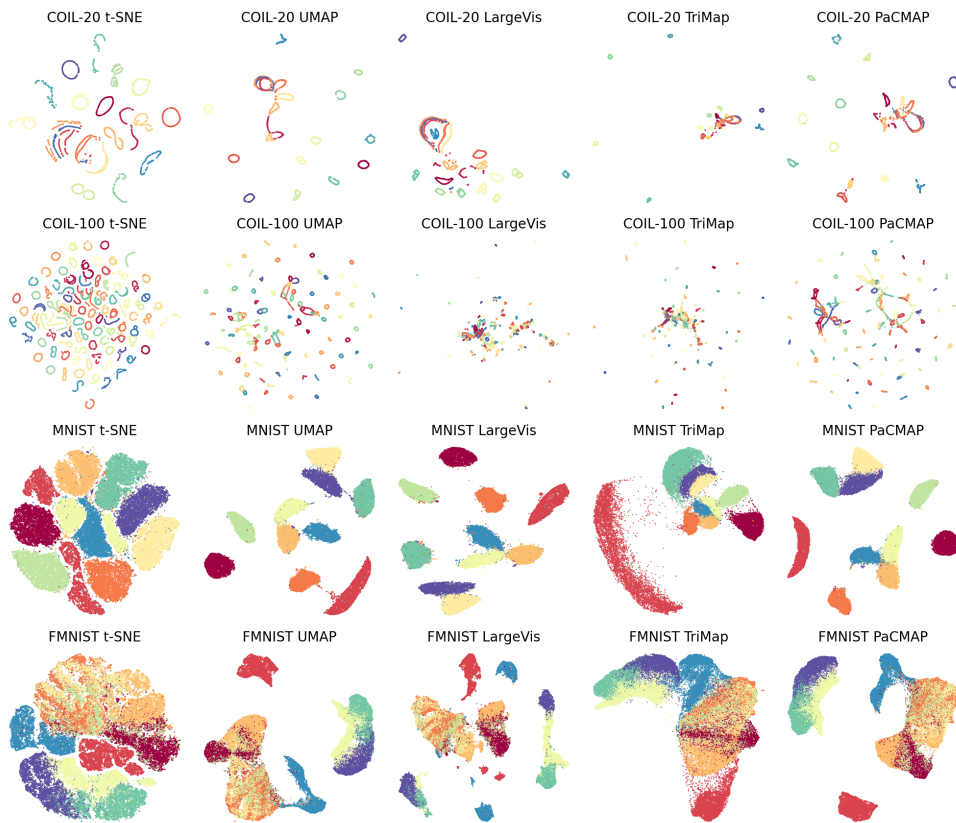 COIL-20 t-SNE
COIL-20 UMAP
COIL-20 LargeVis
COIL-20 TriMap
COIL-20 PaCMAP
COIL-100 t-SNE
COIL-100 UMAP
COIL-100 LargeVis
COIL-100 TriMap
COIL-100 PaCMAP
MNIST t-SNE
MNIST UMAP
MNIST LargeVis
MNIST TriMap
MNIST PaCMAP
FMNIST t-SNE
FMNIST UMAP
FMNIST LargeVis
FMNIST TriMap
FMNIST PaCMAP